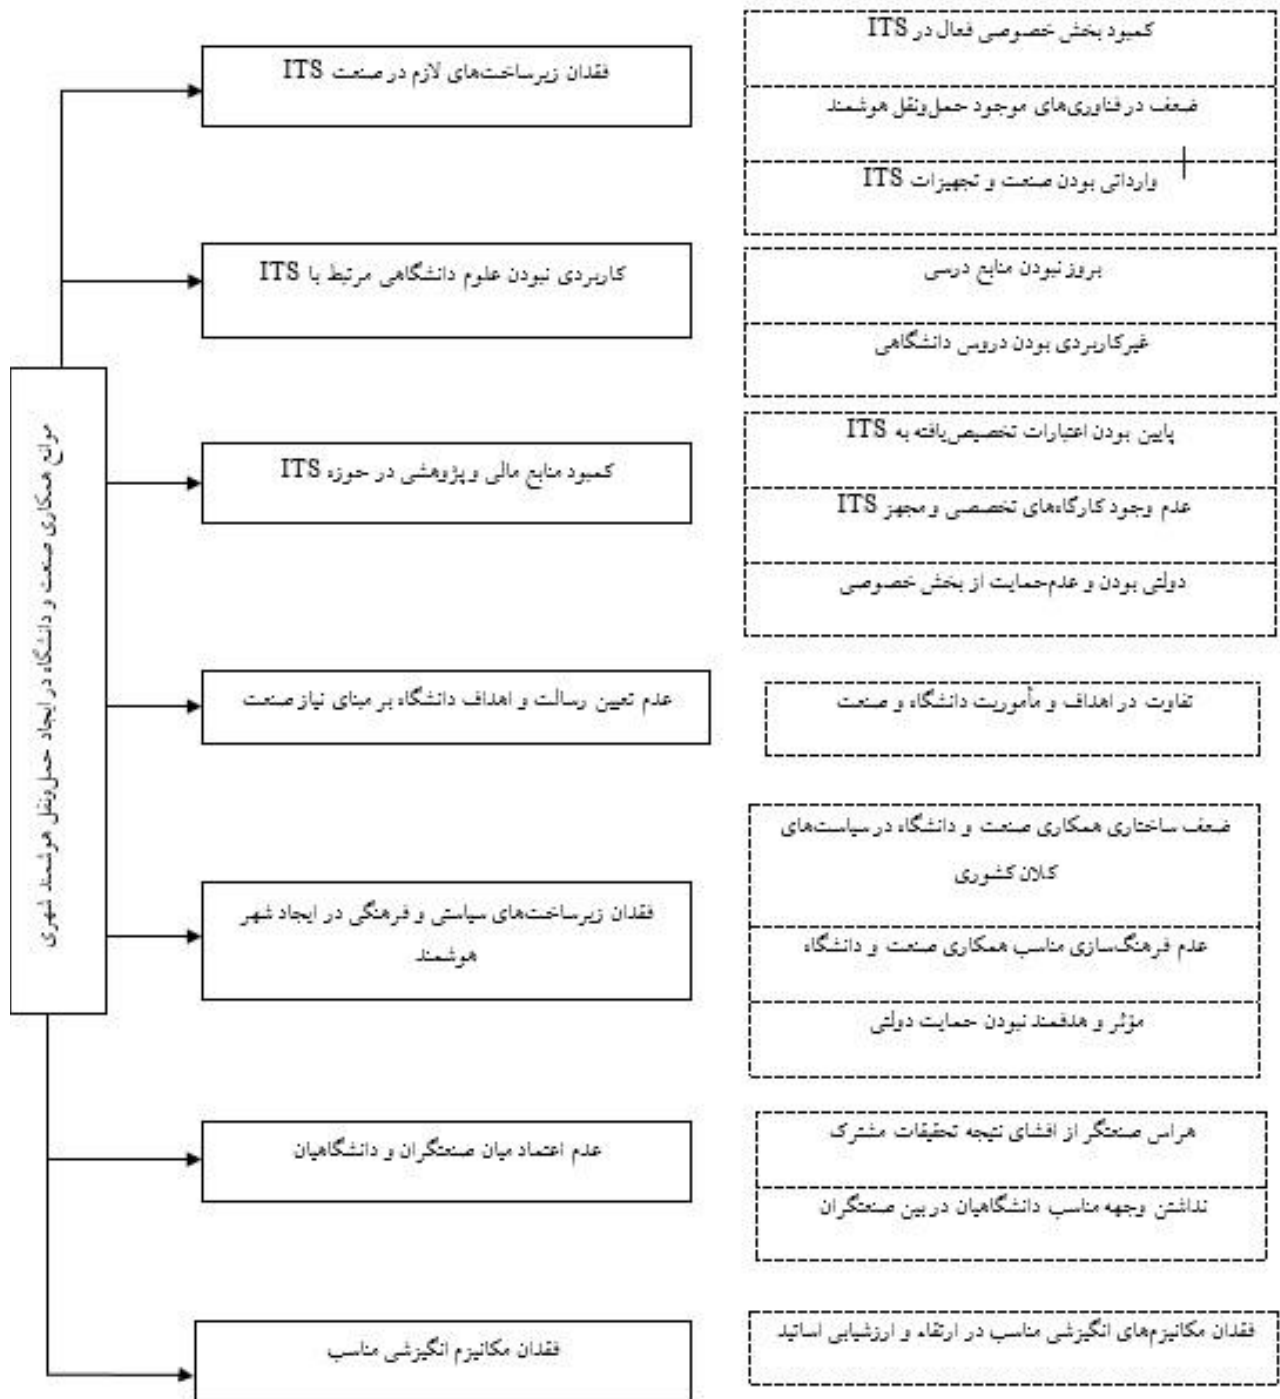 موانع همکاری صنعت و دانشگاه در ایجاد حمل‌ونقل هوشمند شهری
فقدان زیرساخت‌های لازم در صنعت ITS
کمبود بخش خصوصی فعال در ITS
ضعف در فناوری‌های موجود حمل‌ونقل هوشمند
وارداتی بودن صنعت و تجهیزات ITS
کاربردی نبودن علوم دانشگاهی مرتبط با ITS
بروز نبودن منابع درسی
غیرکاربردی بودن دروس دانشگاهی
کمبود منابع مالی و پژوهشی در حوزه ITS
پایین بودن اعتبارات تخصیص‌یافته به ITS
عدم وجود کارگاه‌های تخصصی و مجهز ITS
دولتی بودن و عدم‌حمایت از بخش خصوصی
عدم تعیین رسالت و اهداف دانشگاه بر مبنای نیاز صنعت
تفاوت در اهداف و مأموریت دانشگاه و صنعت
فقدان زیرساخت‌های سیاستی و فرهنگی در ایجاد شهر
هوشمند
ضعف ساختاری همکاری صنعت و دانشگاه در سیاست‌های
کلان کشوری
عدم فرهنگ‌سازی مناسب همکاری صنعت و دانشگاه
مؤثر و هدفمند نبودن حمایت دولتی
عدم اعتماد میان صنعتگران و دانشگاهیان
هراس صنعتگر از افشای نتیجه تحقیقات مشترک
نداشتن وجهه مناسب دانشگاهیان در بین صنعتگران
فقدان مکانیزم انگیزشی مناسب
فقدان مکانیزم‌های انگیزشی مناسب در ارتقاء و ارزشیابی اساتید